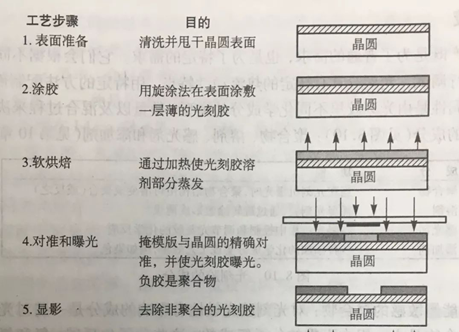 工艺步骤 目的
1. 表面准备 清洗并甩干晶圆表面
晶圆
2. 涂胶 用旋涂法在表面涂敷
一层薄的光刻胶
晶圆
3. 软烘焙 通过加热使光刻胶溶
剂部分蒸发
晶圆
4. 对准和曝光 掩模版与晶圆的精确对
准，并使光刻胶曝光。
负胶是聚合物
晶圆
5. 显影 去除非聚合的光刻胶
晶圆